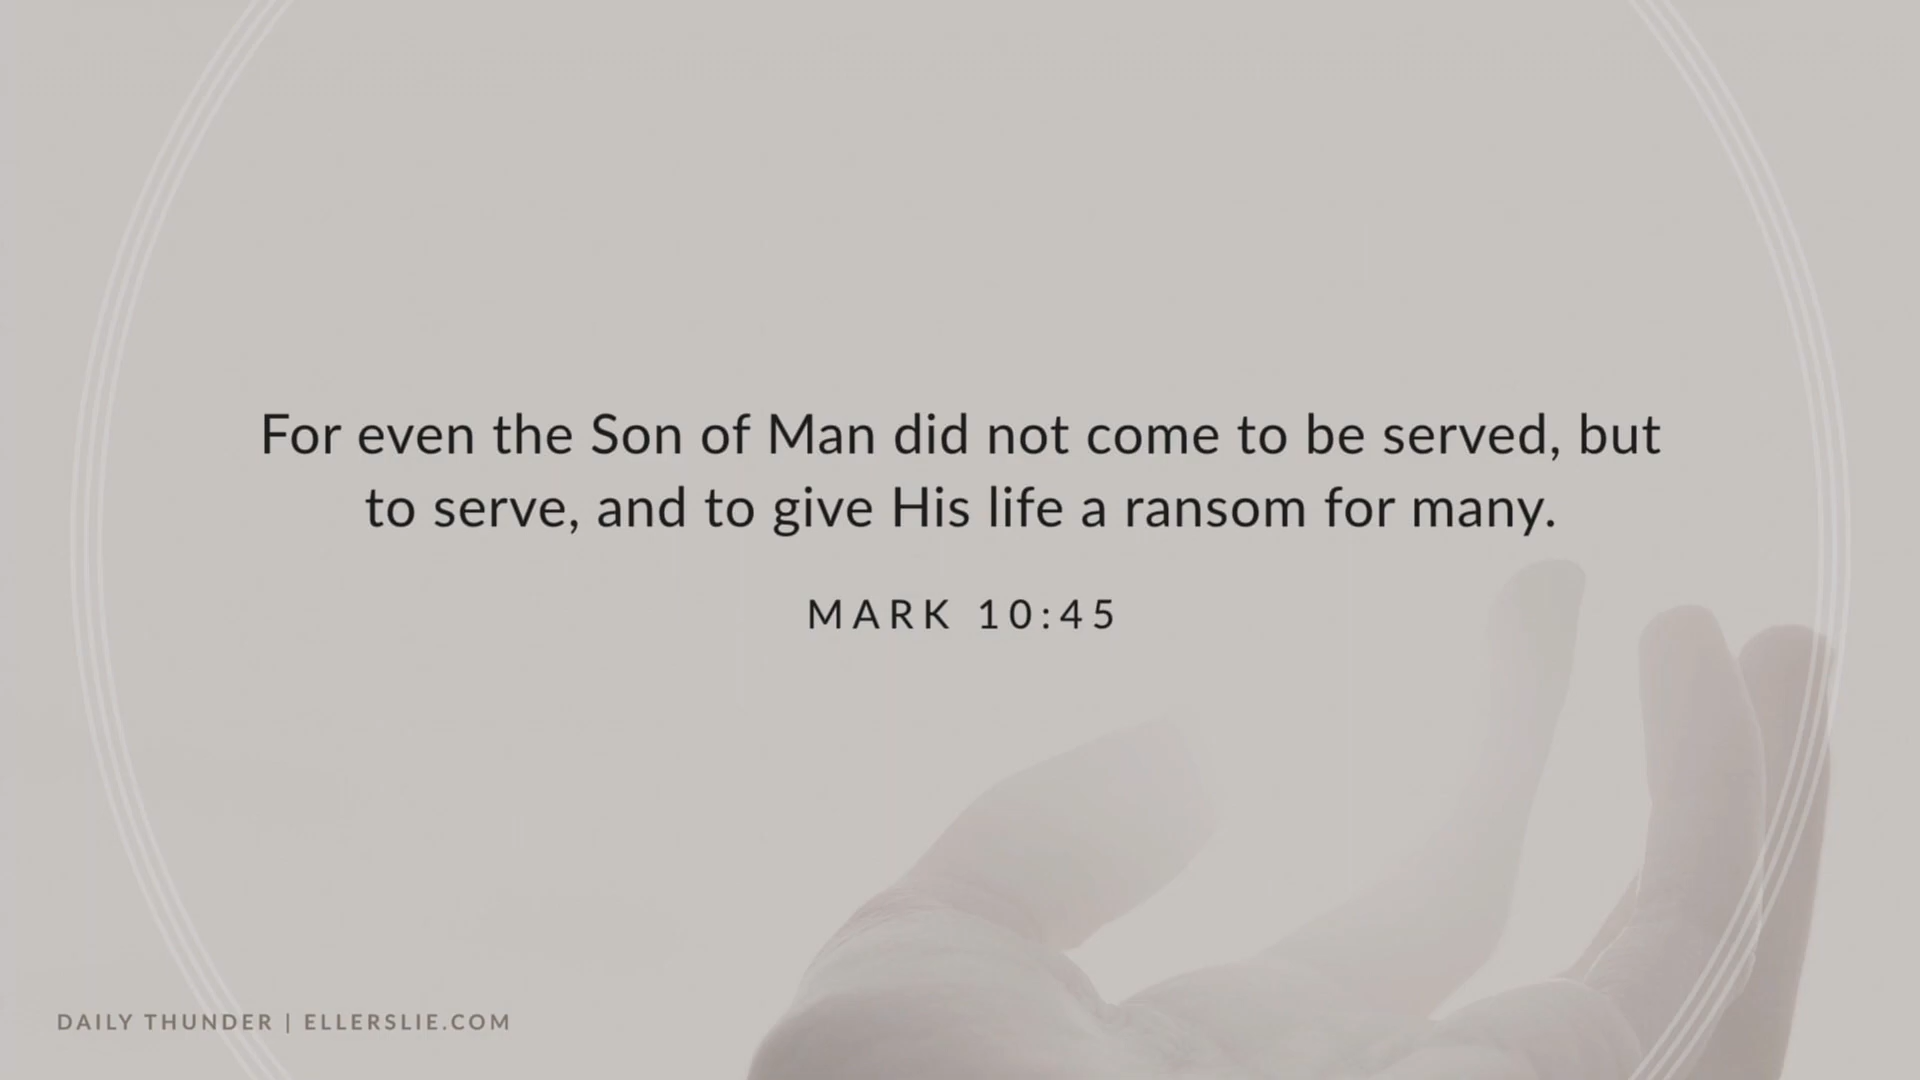 For even the Son of Man did not come to be served, but
to serve, and to give His life a ransom for many.
MARK 10:45
DAILY THUNDER | ELLERSLIE.COM